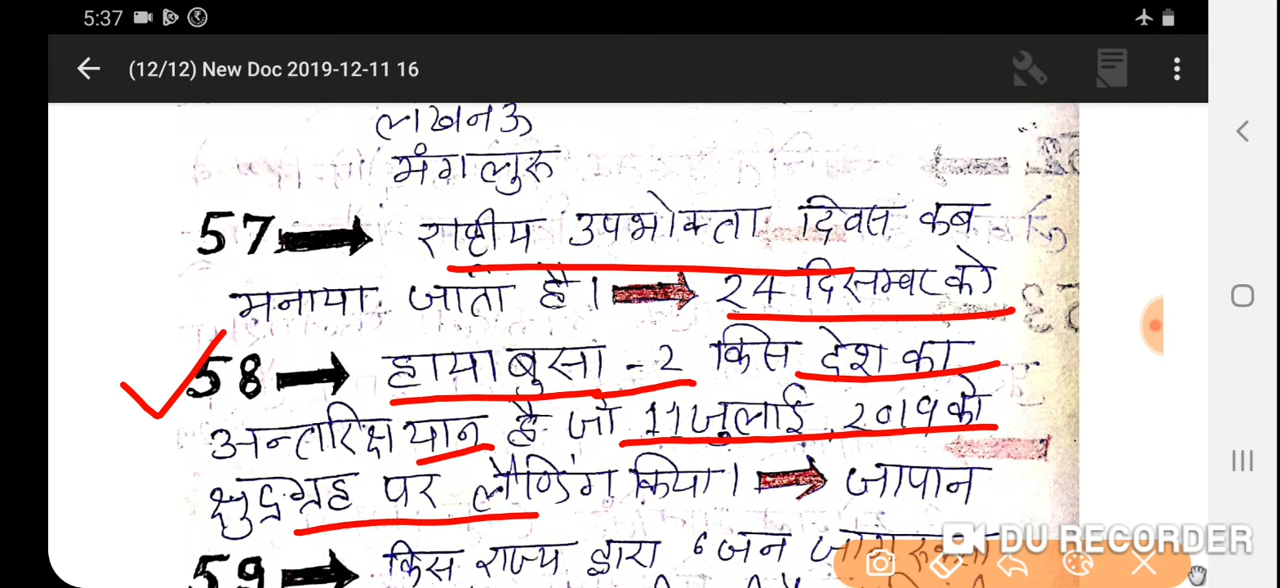 5:37
(12/12) New Doc 2019-12-11 16
लखनऊ
मंगलुरू
57 राष्ट्रीय उपभोक्ता दिवस कब
मनाया जाता है। 24 दिसम्बर को
58 हायाबुसा -2 किस देश का
अन्तरिक्ष यान है जो 11 जुलाई 2019 को
क्षुद्रग्रह पर लैण्डिंग किया। जापान
DU RECORDER
59 किस राज्य द्वारा 'जन